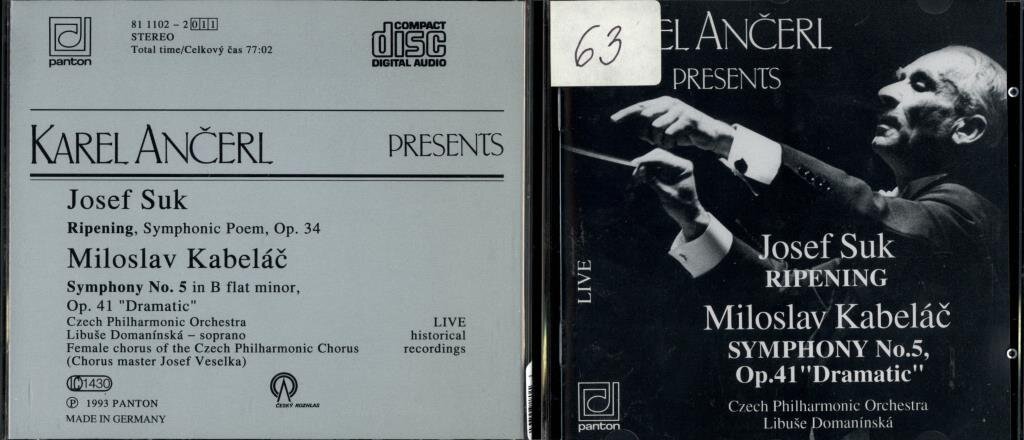 panton
81 1102 - 2 011
STEREO
Total time/Celkový čas 77:02
COMPACT
disc
DIGITAL AUDIO
KAREL ANČERL PRESENTS
Josef Suk
Ripening, Symphonic Poem, Op. 34
Miloslav Kabeláč
Symphony No. 5 in B flat minor,
Op. 41 "Dramatic"
Czech Philharmonic Orchestra
Libuše Domanínská – soprano
Female chorus of the Czech Philharmonic Chorus
(Chorus master Josef Veselka)
LIVE
historical
recordings
1430
ČESKÝ ROZHLAS
Ⓟ 1993 PANTON
MADE IN GERMANY
63
EL ANČERL
PRESENTS
LIVE
Josef Suk
RIPENING
Miloslav Kabeláč
SYMPHONY No.5,
Op.41"Dramatic"
panton
Czech Philharmonic Orchestra
Libuše Domanínská